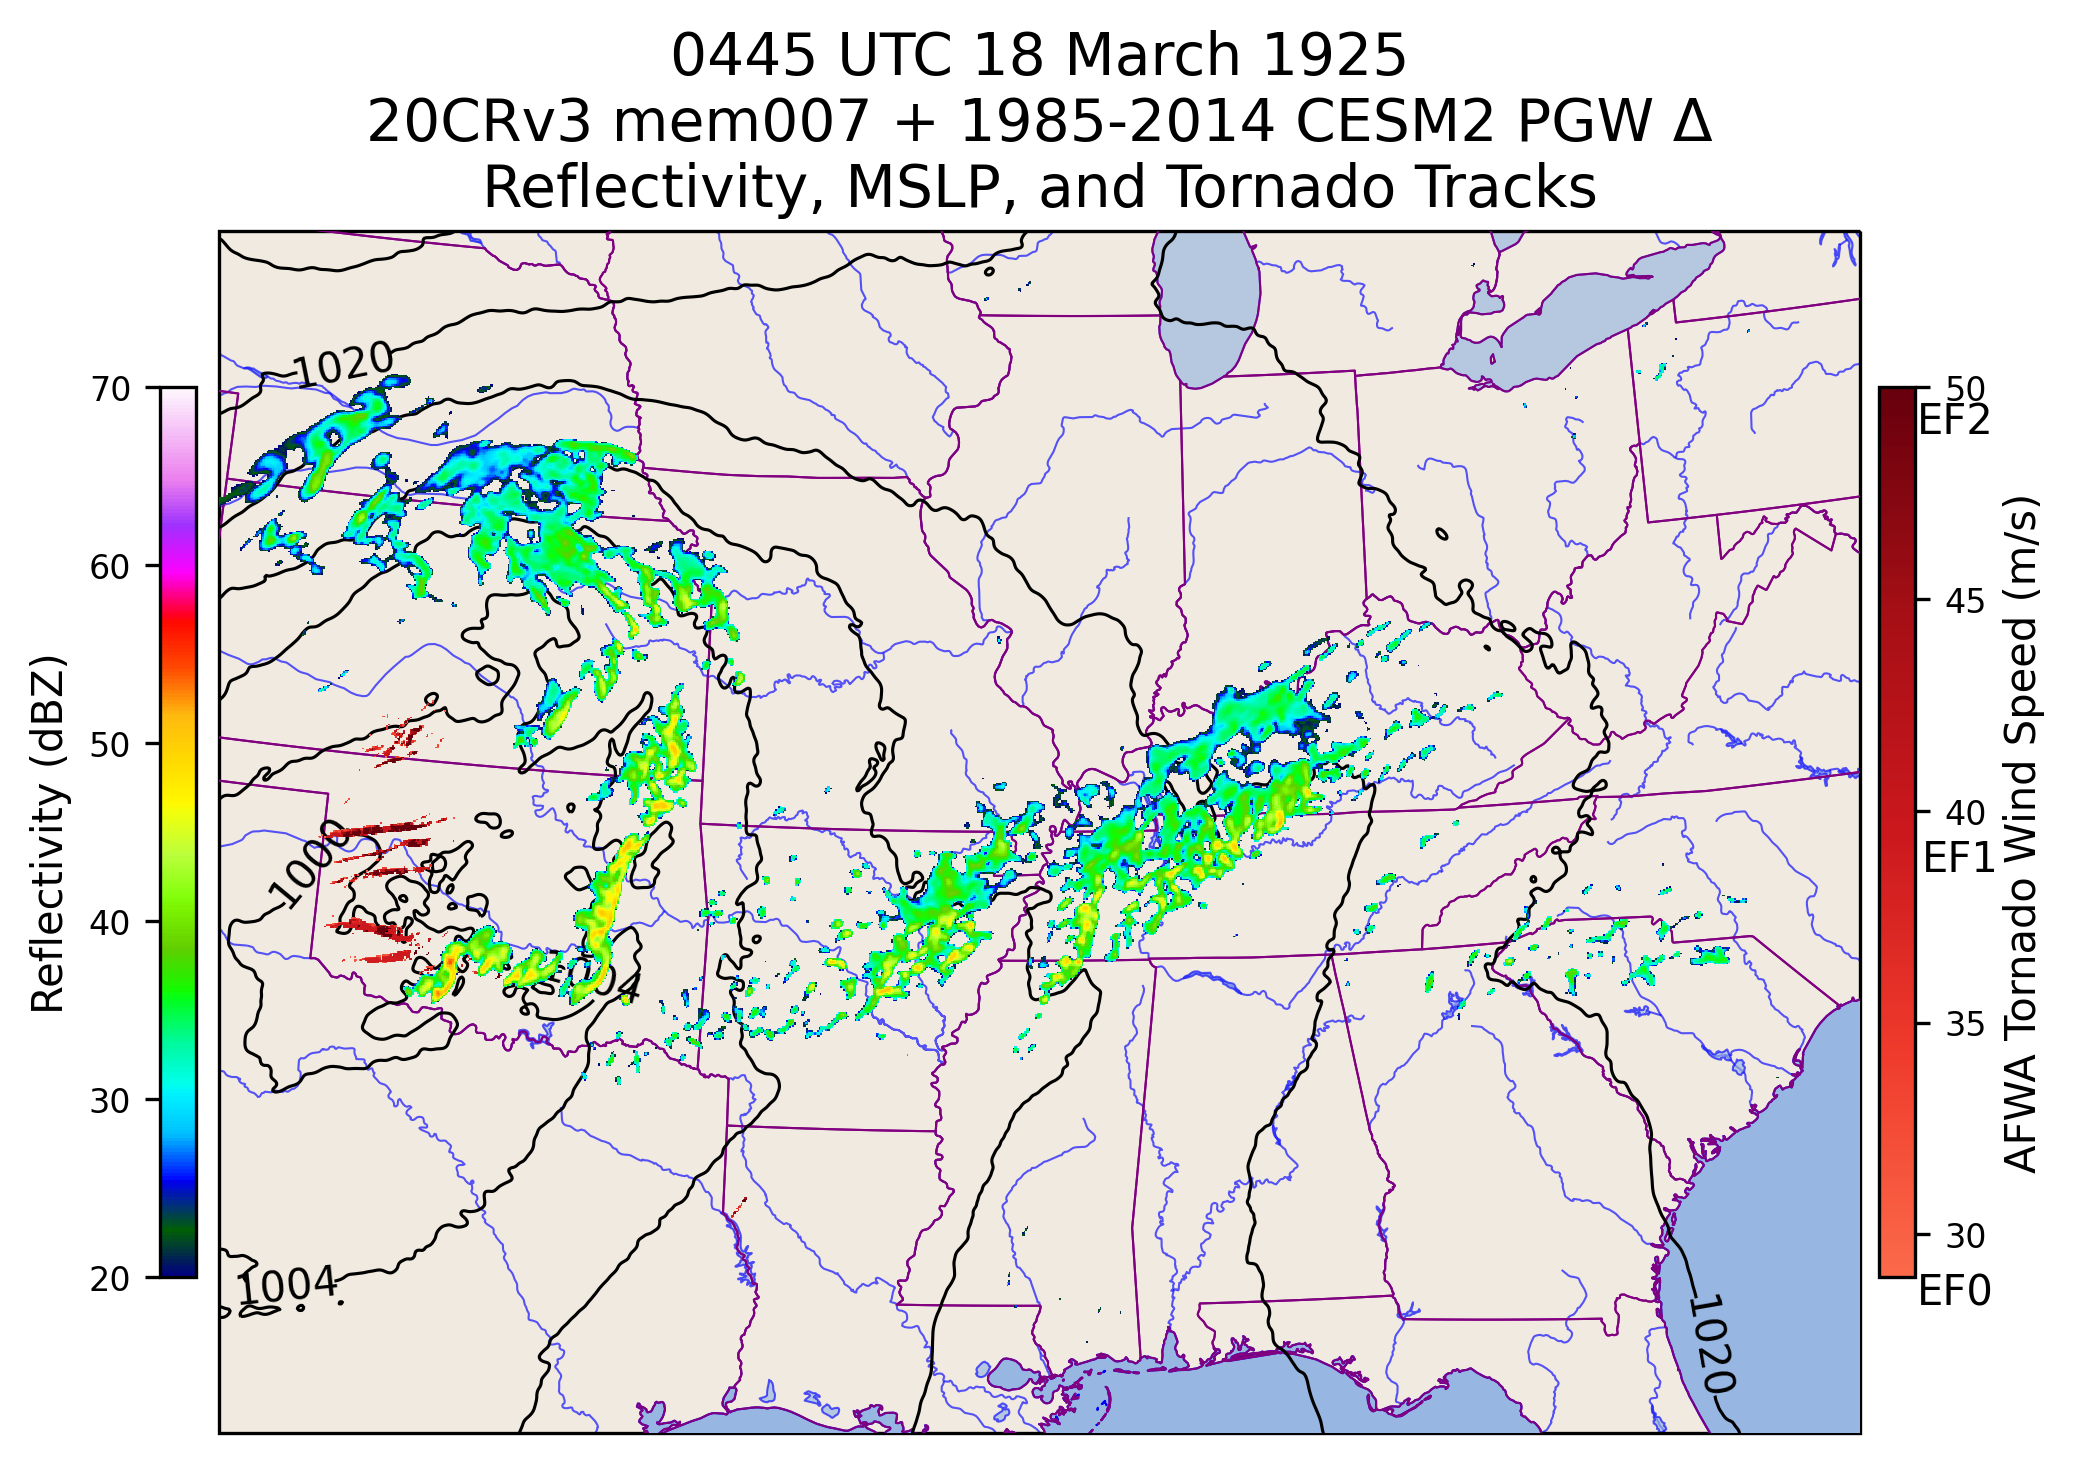 0445 UTC 18 March 1925
20CRv3 mem007 + 1985-2014 CESM2 PGW Δ
Reflectivity, MSLP, and Tornado Tracks
1020
1000
1004
1020
70
60
50
40
30
20
Reflectivity (dBZ)
50
EF2
45
40
EF1
35
30
EF0
AFWA Tornado Wind Speed (m/s)